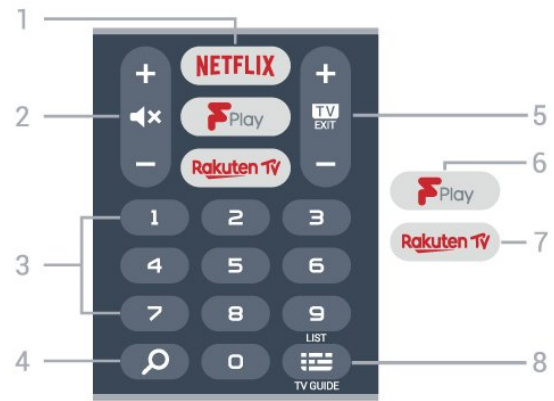 1
NETFLIX
+ +
2
TV
EXIT
5
F Play
- -
Rakuten TV
6
F Play
7
Rakuten TV
3
1 2 3
4 5 6
7 8 9
LIST
4
0
8
TV GUIDE